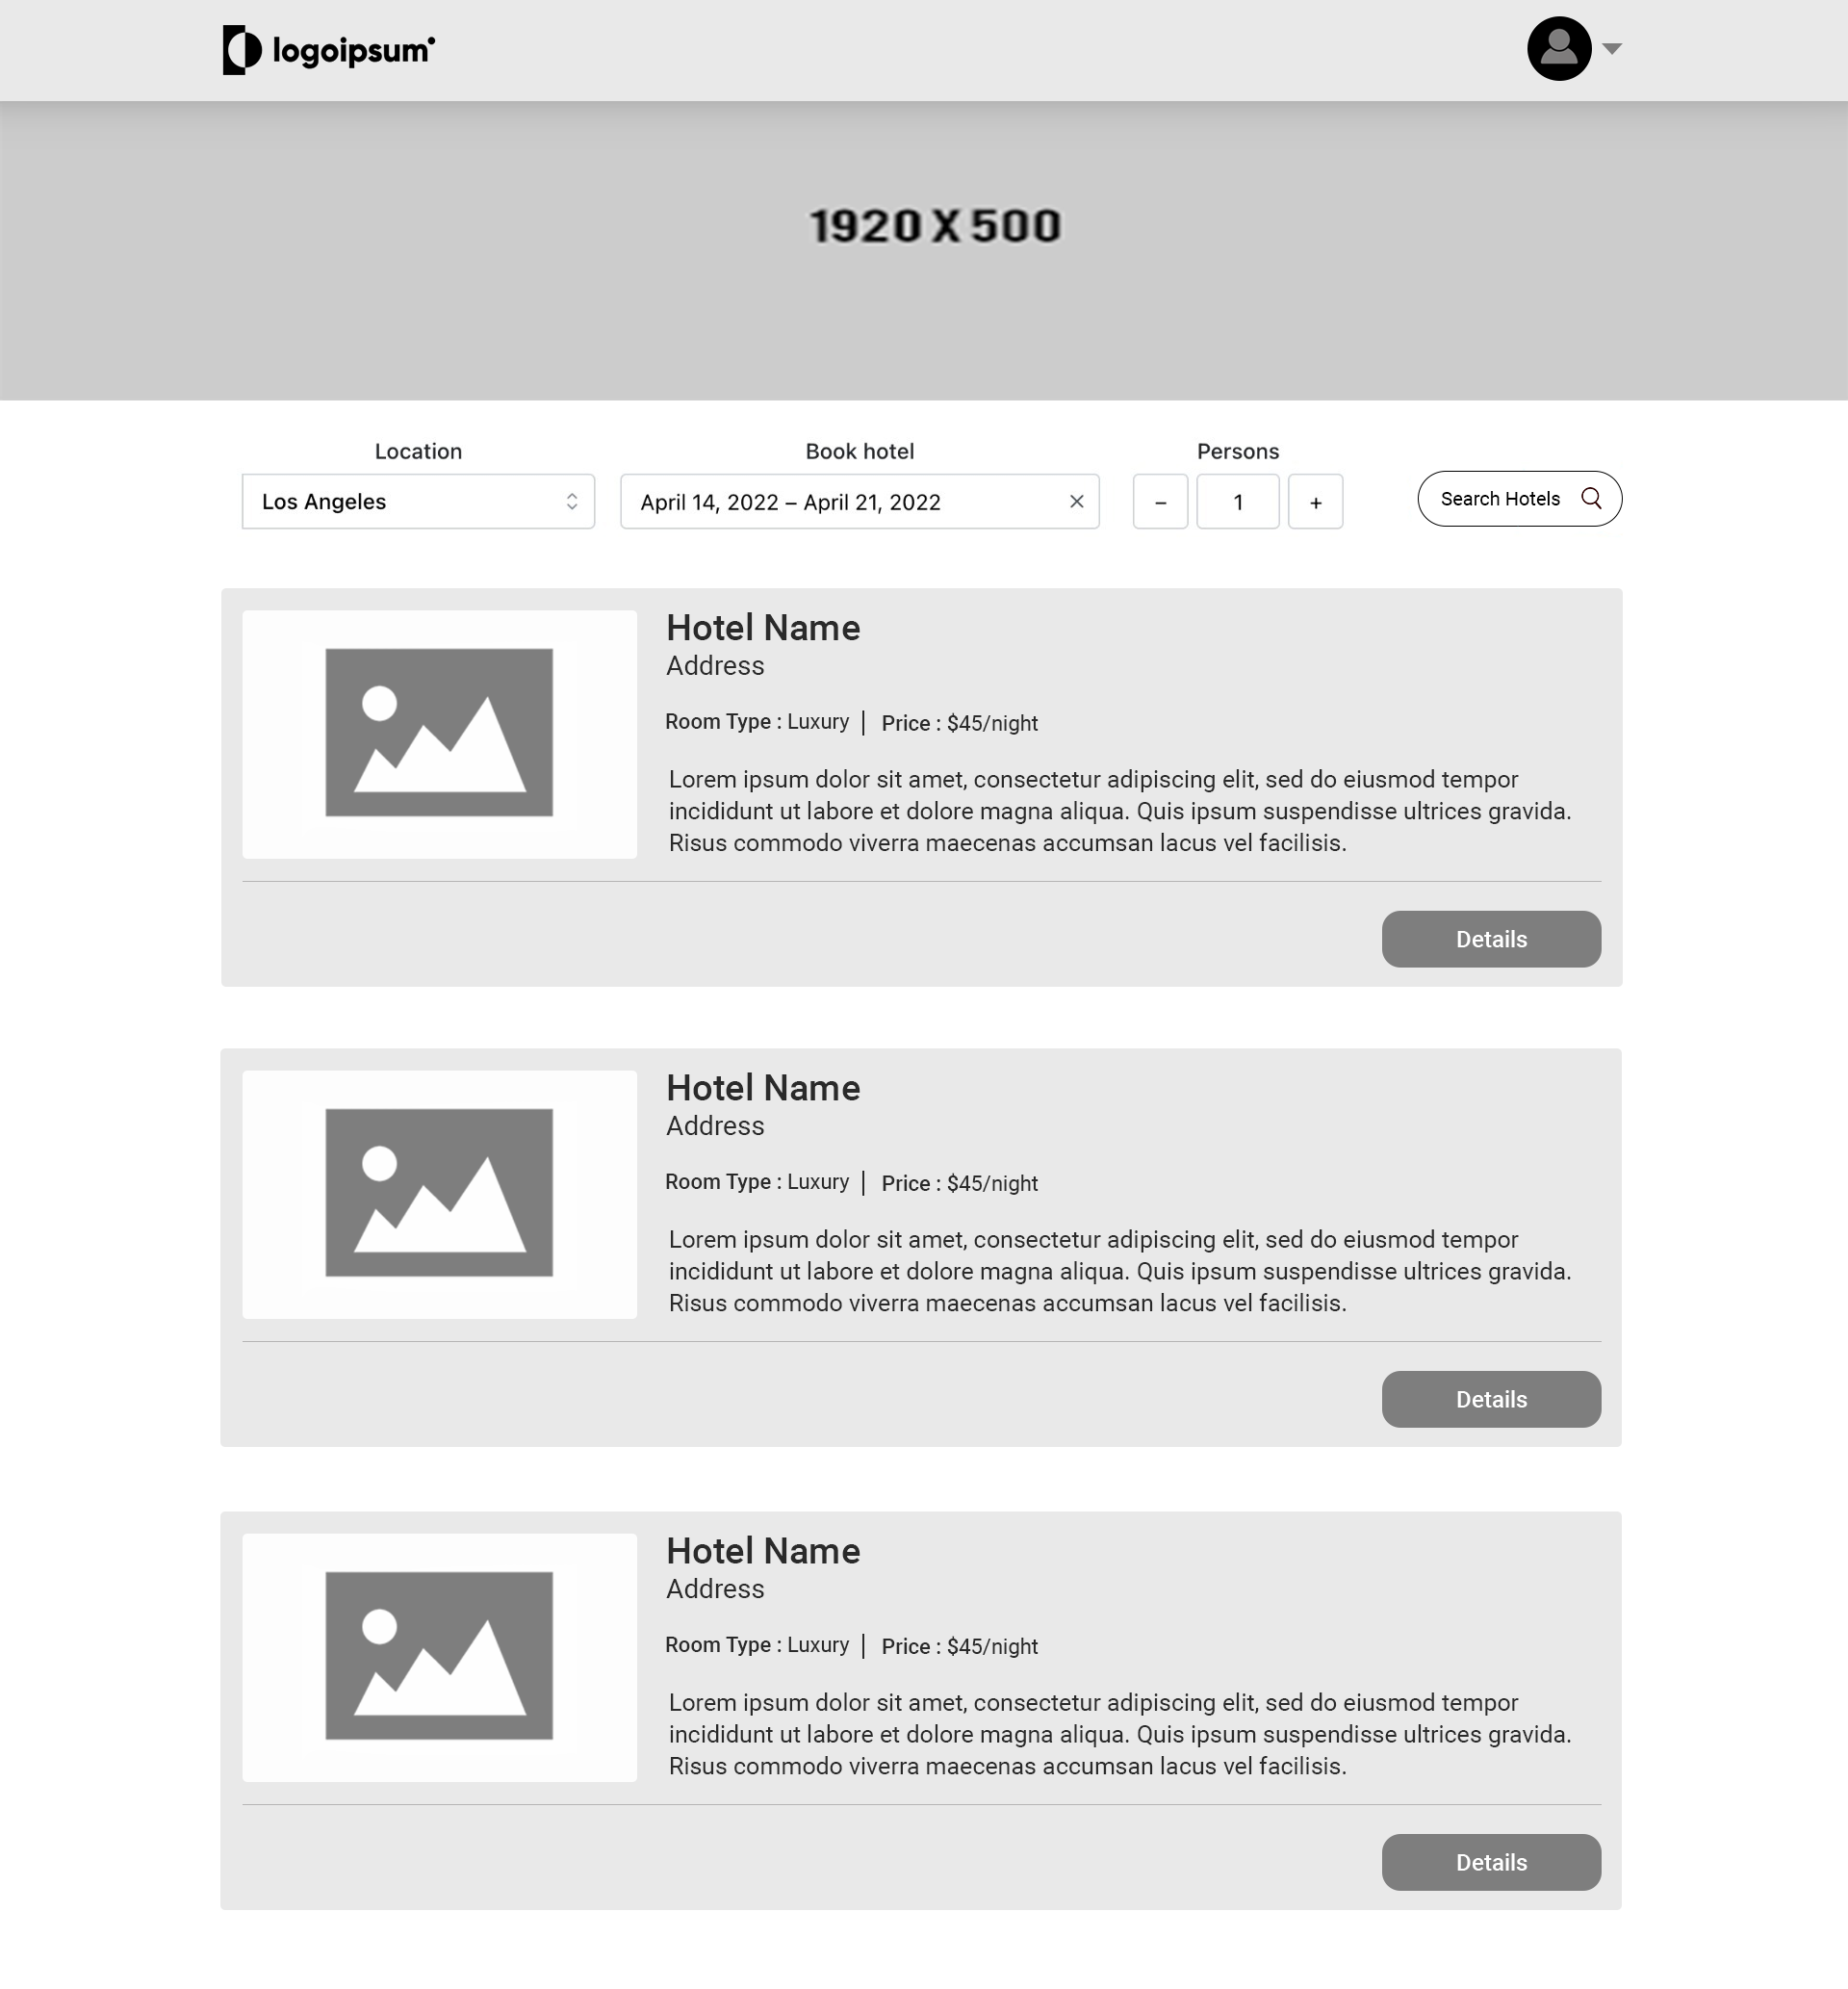 logoipsum
1920 X 500
Location
Book hotel
Persons
Los Angeles
April 14, 2022 – April 21, 2022
−
1
+
Search Hotels
Hotel Name
Address
Room Type : Luxury | Price : $45/night
Lorem ipsum dolor sit amet, consectetur adipiscing elit, sed do eiusmod tempor
incididunt ut labore et dolore magna aliqua. Quis ipsum suspendisse ultrices gravida.
Risus commodo viverra maecenas accumsan lacus vel facilisis.
Details
Hotel Name
Address
Room Type : Luxury | Price : $45/night
Lorem ipsum dolor sit amet, consectetur adipiscing elit, sed do eiusmod tempor
incididunt ut labore et dolore magna aliqua. Quis ipsum suspendisse ultrices gravida.
Risus commodo viverra maecenas accumsan lacus vel facilisis.
Details
Hotel Name
Address
Room Type : Luxury | Price : $45/night
Lorem ipsum dolor sit amet, consectetur adipiscing elit, sed do eiusmod tempor
incididunt ut labore et dolore magna aliqua. Quis ipsum suspendisse ultrices gravida.
Risus commodo viverra maecenas accumsan lacus vel facilisis.
Details